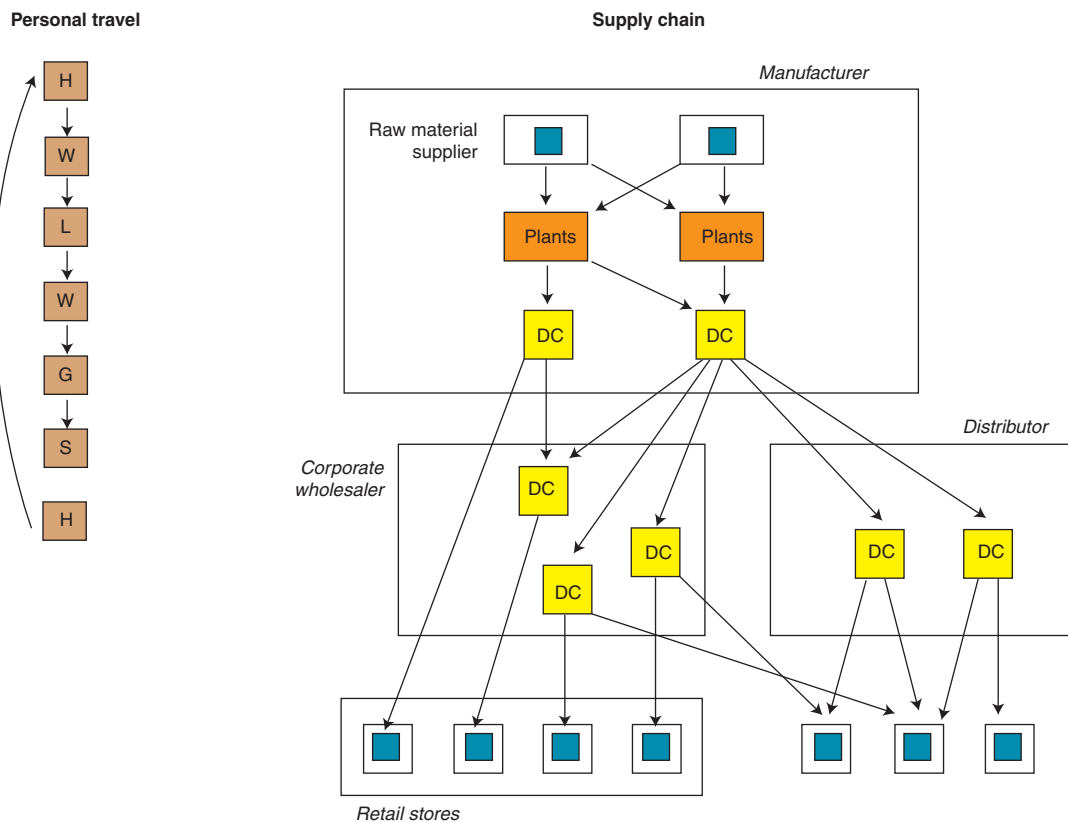 Personal travel
H
W
L
W
G
S
H
Supply chain
Manufacturer
Raw material
supplier
Plants
Plants
DC
DC
Corporate
wholesaler
Distributor
DC
DC
DC
DC
DC
Retail stores